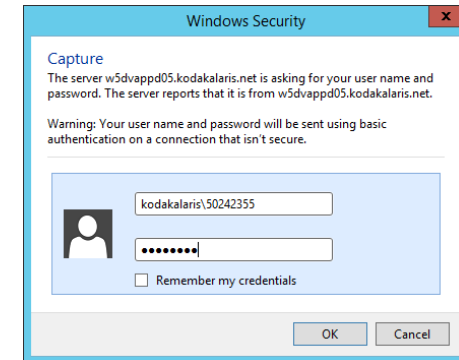 Windows Security
x
Capture
The server w5dvappd05.kodakalaris.net is asking for your user name and
password. The server reports that it is from w5dvappd05.kodakalaris.net.
Warning: Your user name and password will be sent using basic
authentication on a connection that isn't secure.
kodakalaris\50242355
••••••••
Remember my credentials
OK Cancel